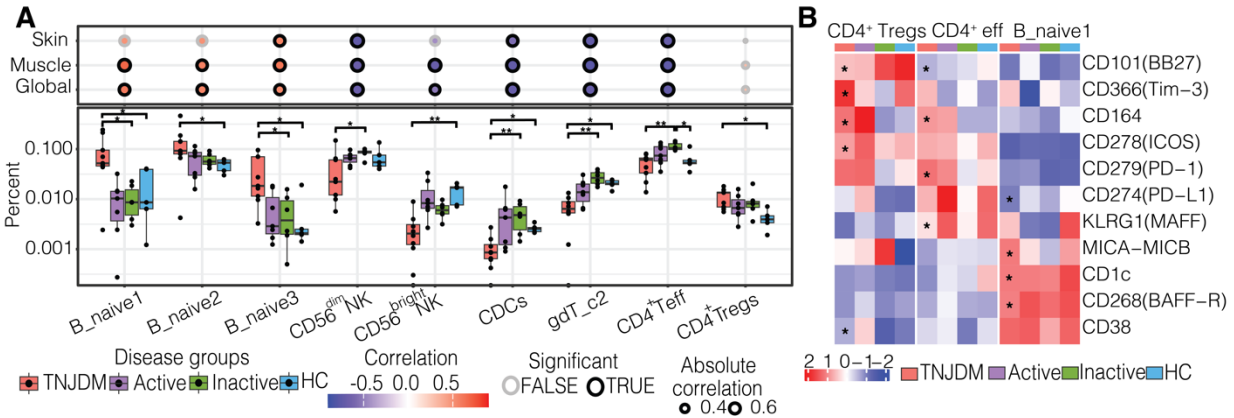 A
Skin
Muscle
Global
Percent
0.100
0.010
0.001
* *
*
* *
*
**
* **
**
** *
*
B_naive1
B_naive2
B_naive3
CD56dim NK
CD56bright NK
CDCs
gdT_c2
CD4+Teff
CD4+Tregs
Disease groups
TNJDM Active Inactive HC
Correlation
-0.5 0.0 0.5
Significant
FALSE TRUE
Absolute
correlation
0.4 0.6
B
CD4+ Tregs CD4+ eff B_naive1
* * CD101(BB27)
* CD366(Tim-3)
* * CD164
* CD278(ICOS)
* CD279(PD-1)
* CD274(PD-L1)
* KLRG1(MAFF)
* MICA-MICB
* CD1c
* CD268(BAFF-R)
* CD38
2 1 0-1-2
TNJDM Active Inactive HC